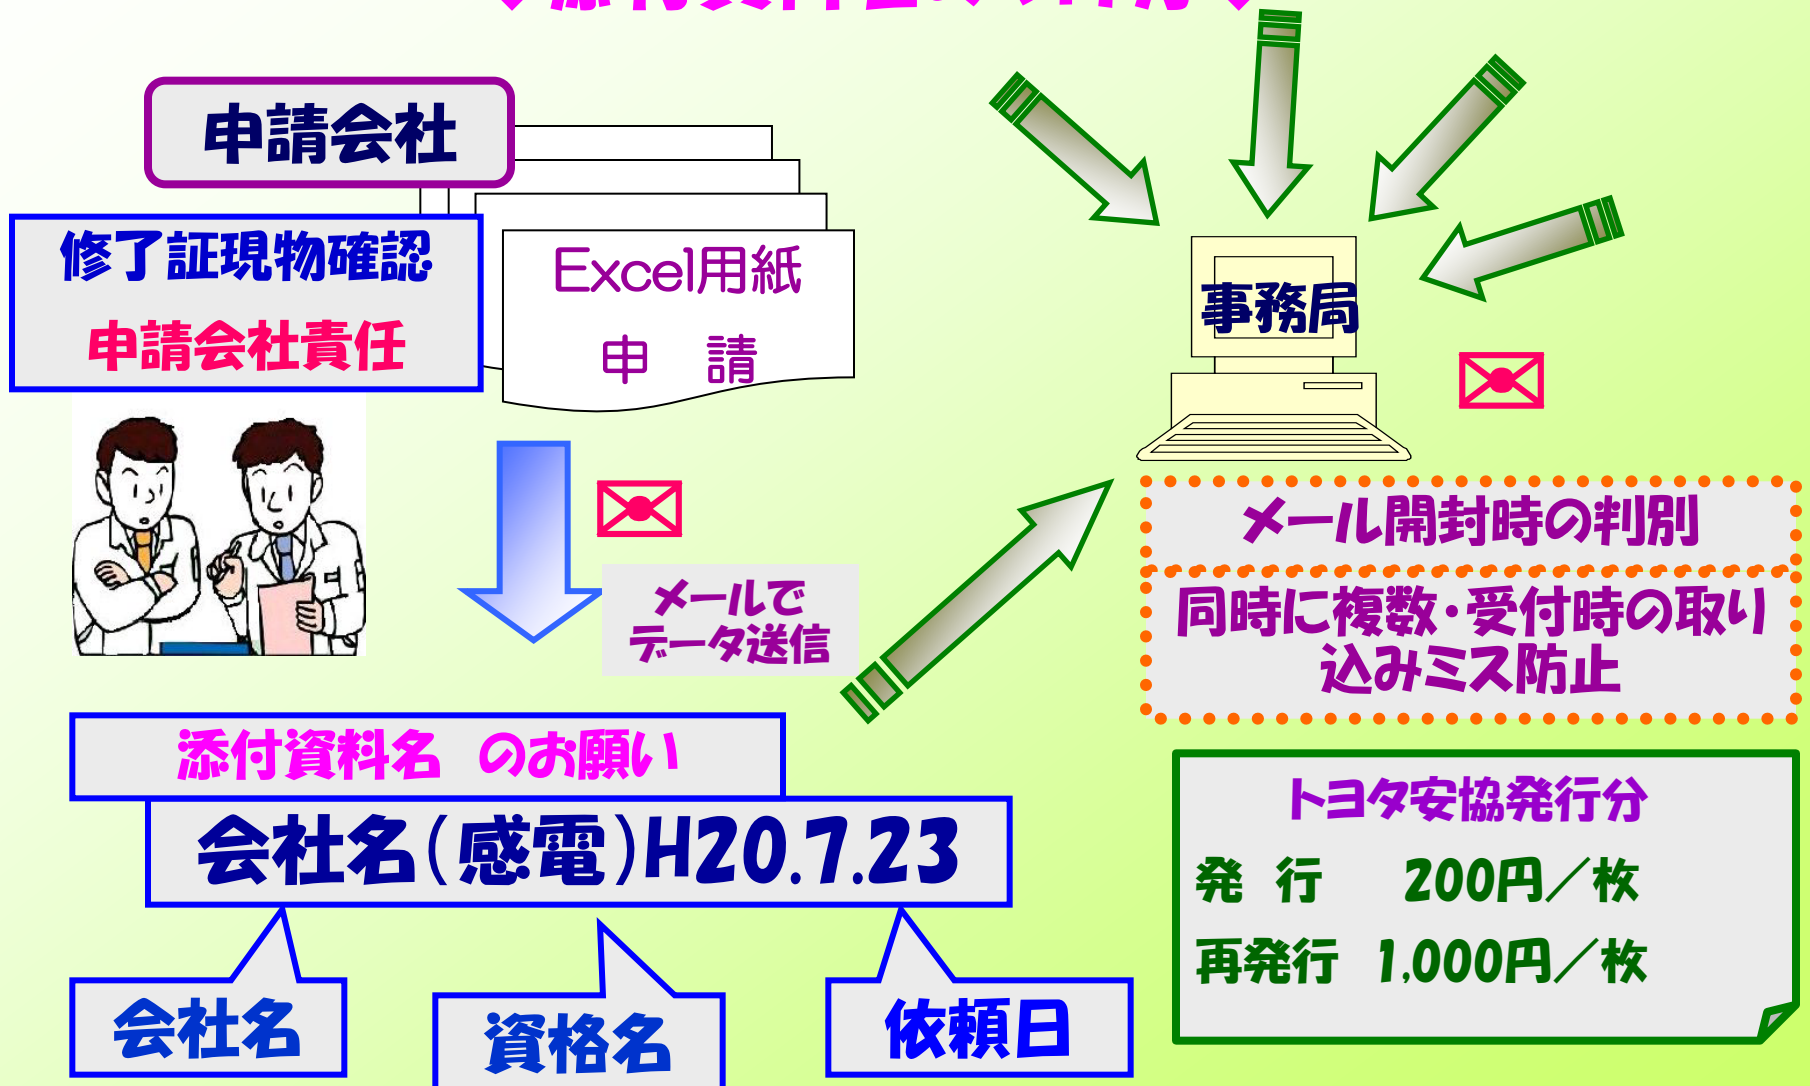 申請会社
修了証現物確認
申請会社責任
Excel用紙
申　請
事務局
メールで
データ送信
メール開封時の判別
同時に複数・受付時の取り
込みミス防止
添付資料名　のお願い
会社名（感電）H20.7.23
会社名
資格名
依頼日
トヨタ安協発行分
発　行　　200円／枚
再発行　1,000円／枚